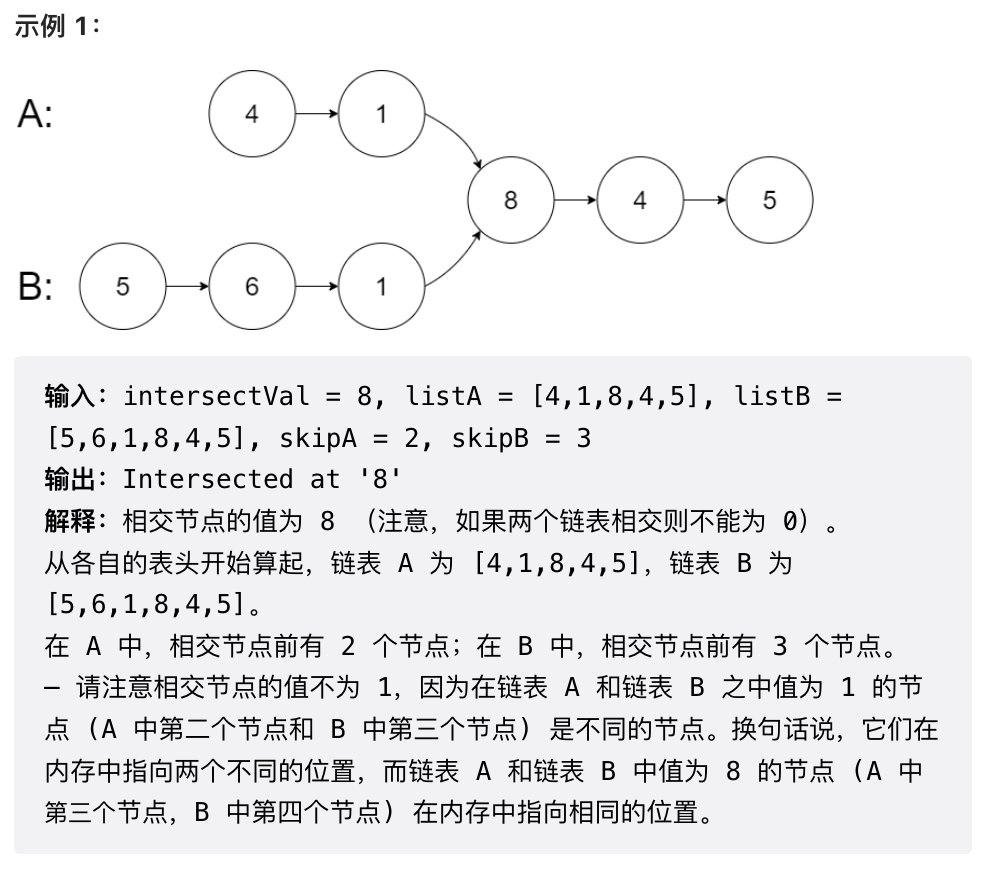 示例 1：
A:
4
1
8
4
5
B:
5
6
1
输入：intersectVal = 8, listA = [4,1,8,4,5], listB =
[5,6,1,8,4,5], skipA = 2, skipB = 3
输出：Intersected at '8'
解释：相交节点的值为 8 （注意，如果两个链表相交则不能为 0）。
从各自的表头开始算起，链表 A 为 [4,1,8,4,5]，链表 B 为
[5,6,1,8,4,5]。
在 A 中，相交节点前有 2 个节点；在 B 中，相交节点前有 3 个节点。
— 请注意相交节点的值不为 1，因为在链表 A 和链表 B 之中值为 1 的节
点 (A 中第二个节点和 B 中第三个节点) 是不同的节点。换句话说，它们在
内存中指向两个不同的位置，而链表 A 和链表 B 中值为 8 的节点 (A 中
第三个节点，B 中第四个节点) 在内存中指向相同的位置。